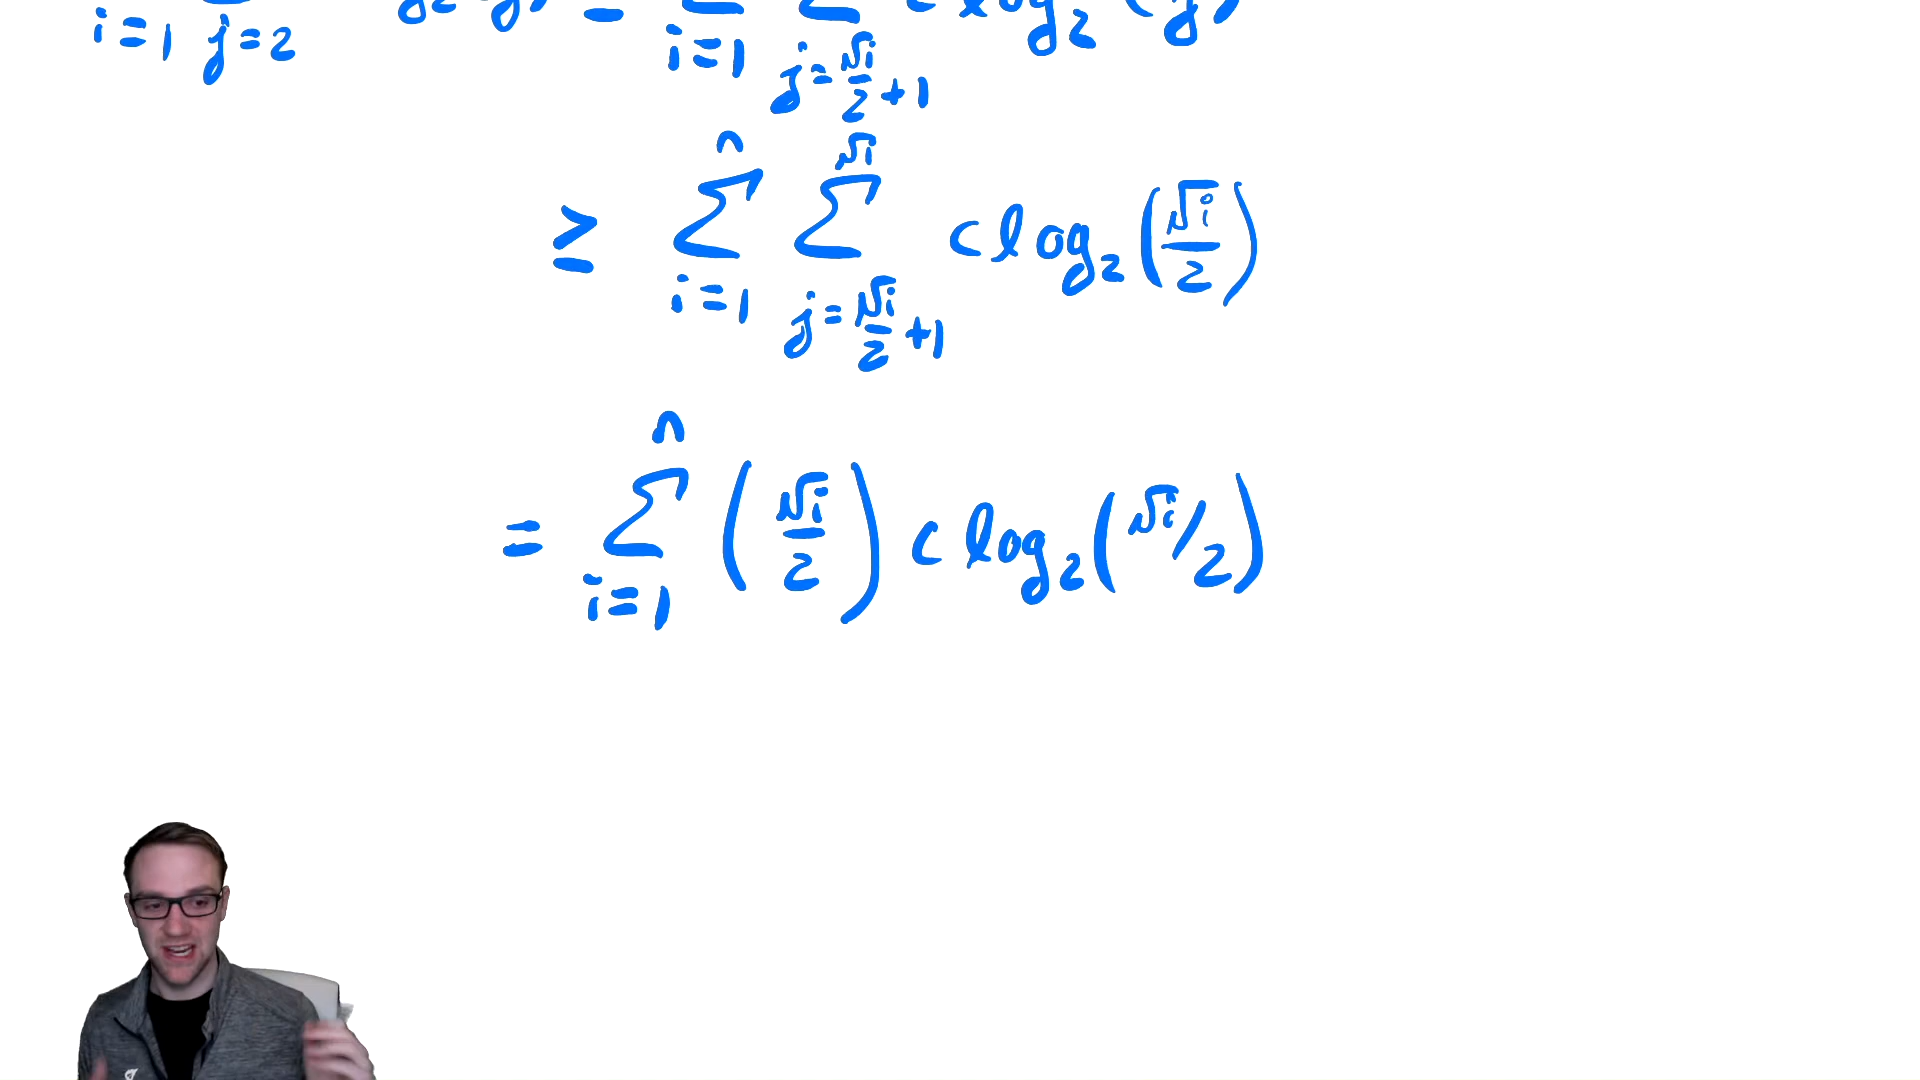 i=1 j=2 = i=1 j=√i/2+1 c log₂(
≥ n∑i=1 √i∑j=√i/2+1 c log₂(√i/2)
= n∑i=1 (√i/2) c log₂(√i/2)